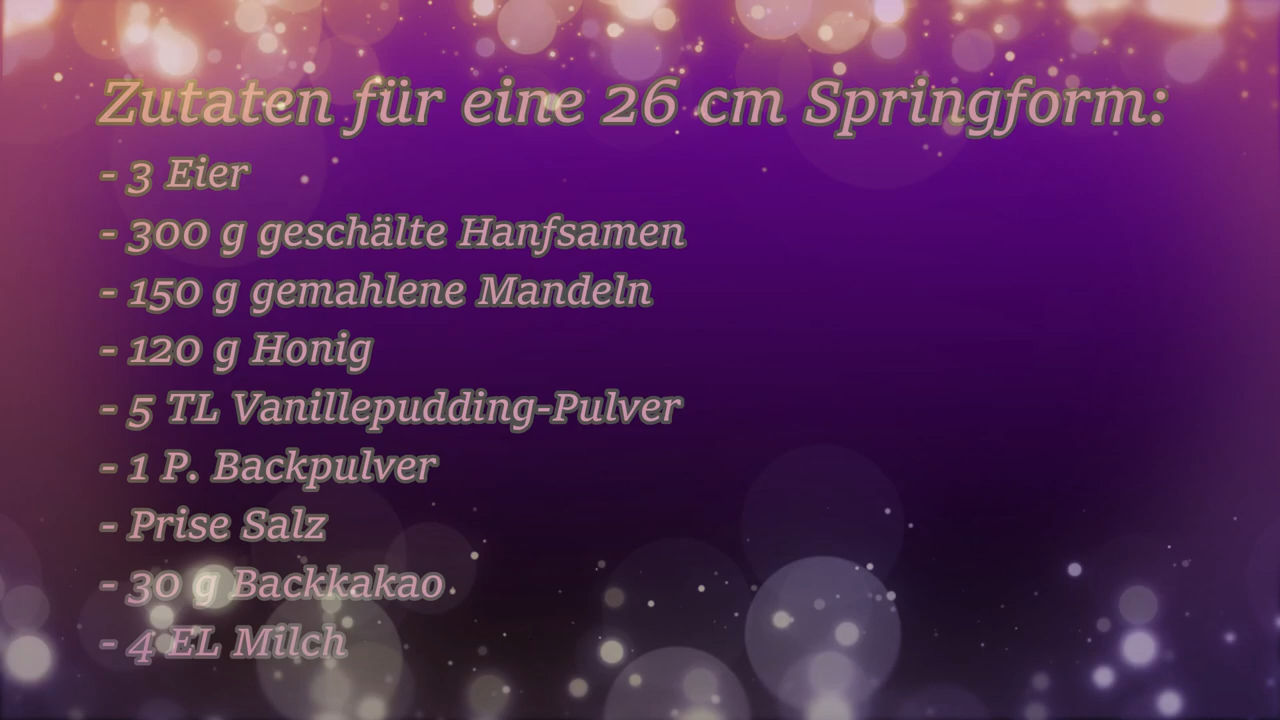 Zutaten für eine 26 cm Springform:
- 3 Eier
- 300 g geschälte Hanfsamen
- 150 g gemahlene Mandeln
- 120 g Honig
- 5 TL Vanillepudding-Pulver
- 1 P. Backpulver
- Prise Salz
- 30 g Backkakao
- 4 EL Milch